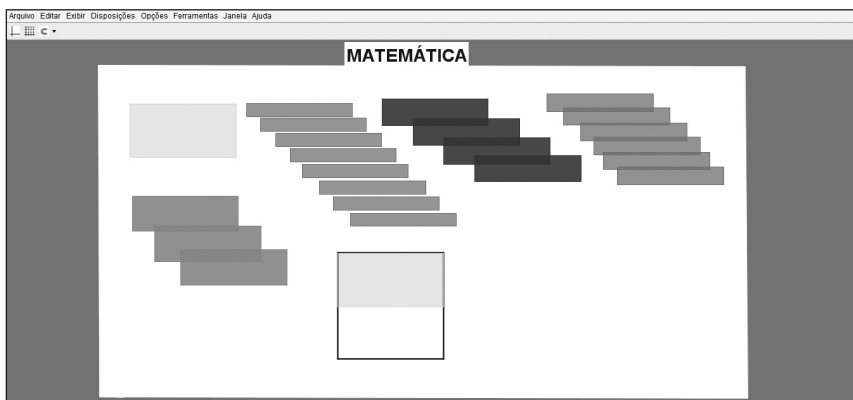 Arquivo Editar Exibir Disposições Opções Ferramentas Janela Ajuda
MATEMÁTICA